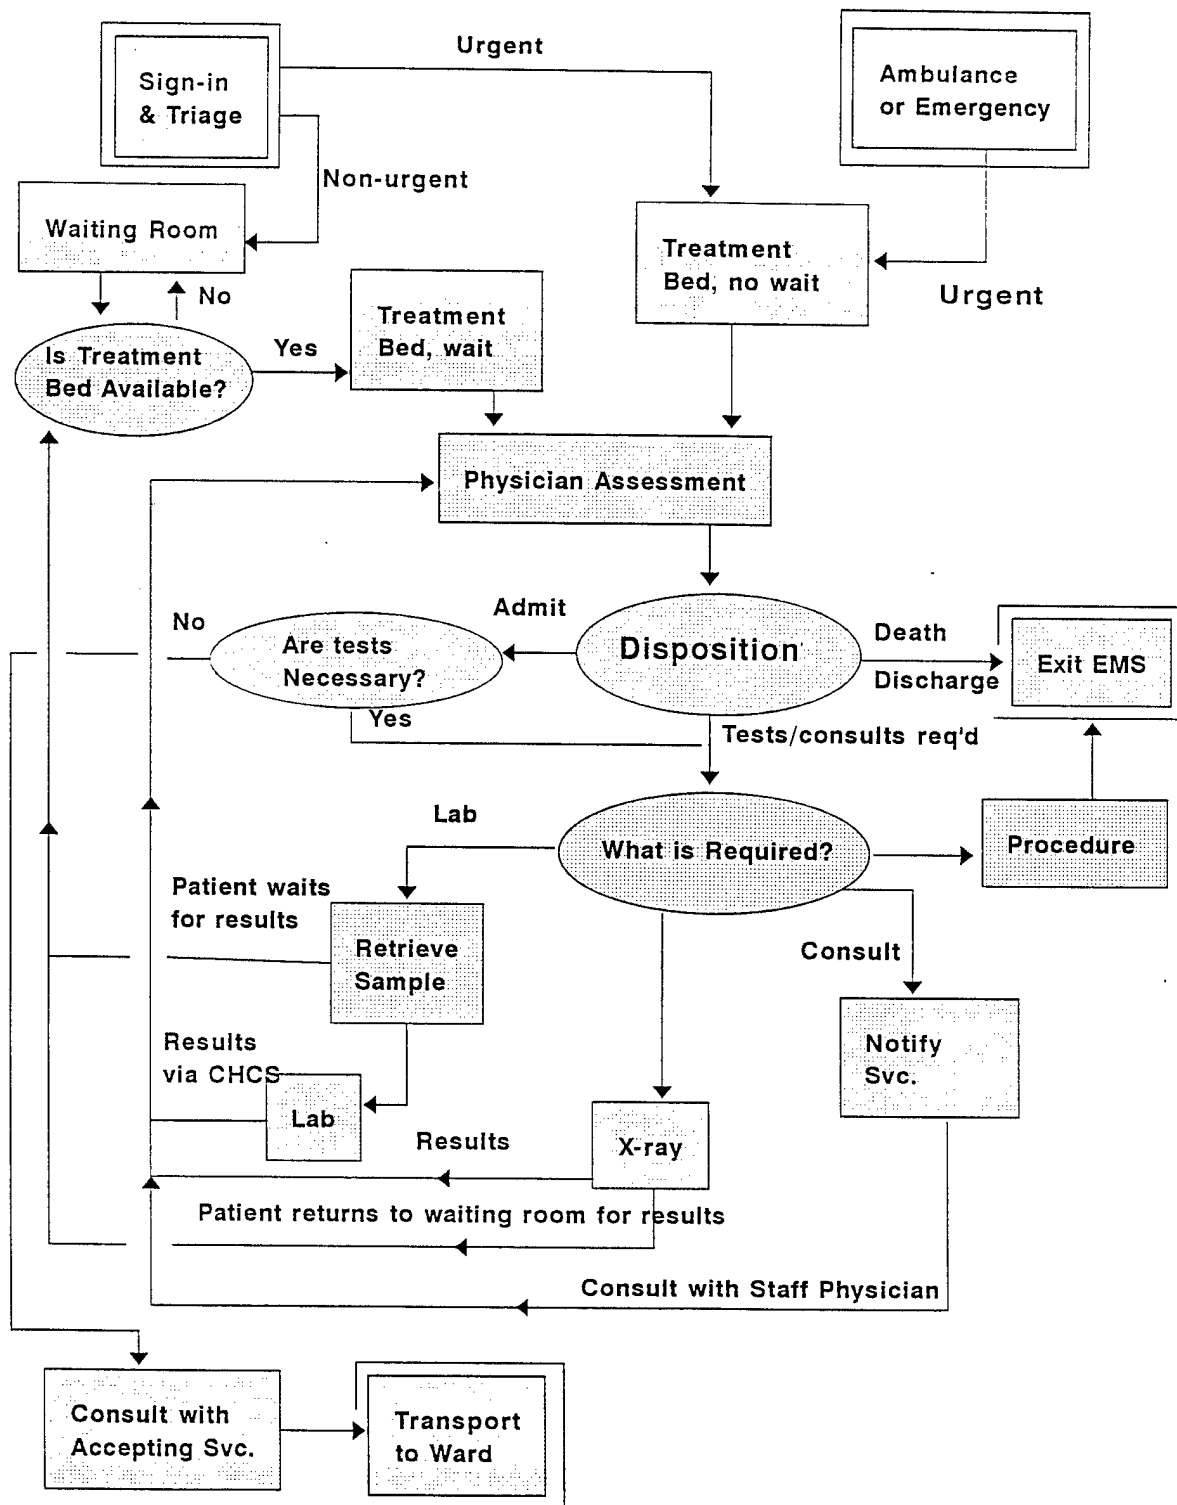 Urgent
Sign-in
& Triage
Ambulance
or Emergency
Non-urgent
Waiting Room
Treatment
Bed, no wait
No
Urgent
Treatment
Bed, wait
Is Treatment
Bed Available?
Yes
Physician Assessment
Admit
No
Are tests
Necessary?
Disposition
Death
Discharge
Exit EMS
Yes
Tests/consults req'd
Lab
What is Required?
Procedure
Patient waits
for results
Retrieve
Sample
Consult
Results
via CHCS
Notify
Svc.
Lab
Results
X-ray
Patient returns to waiting room for results
Consult with Staff Physician
Consult with
Accepting Svc.
Transport
to Ward